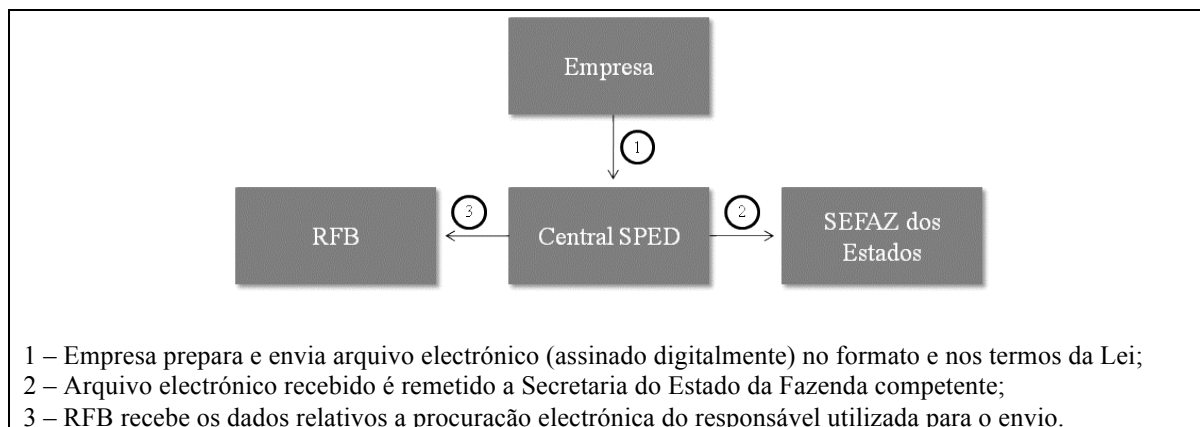 Empresa
1
RFB
3
Central SPED
2
SEFAZ dos
Estados
1 – Empresa prepara e envia arquivo electrónico (assinado digitalmente) no formato e nos termos da Lei;
2 – Arquivo electrónico recebido é remetido a Secretaria do Estado da Fazenda competente;
3 – RFB recebe os dados relativos a procuração electrónica do responsável utilizada para o envio.